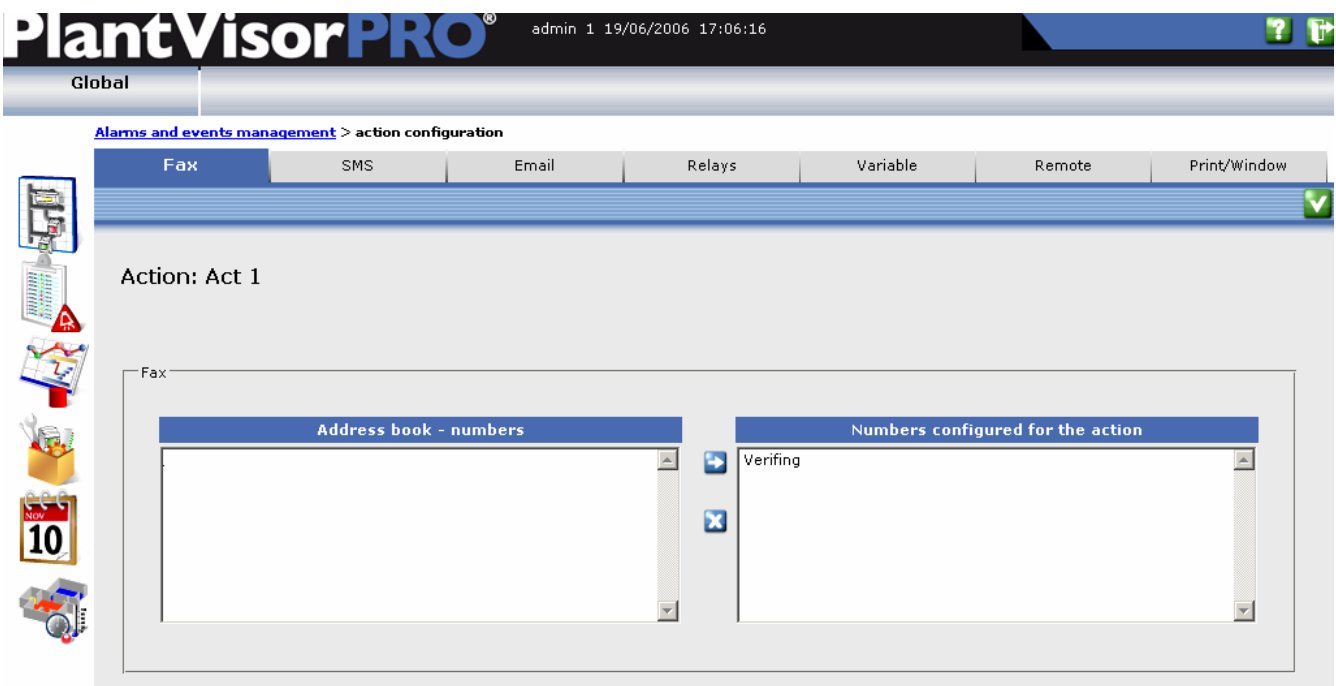 PlantVisorPRO® admin 1 19/06/2006 17:06:16
Global
Alarms and events management > action configuration
Fax SMS Email Relays Variable Remote Print/Window
Action: Act 1
Fax
Address book - numbers Numbers configured for the action
. Verifing
NOV
10